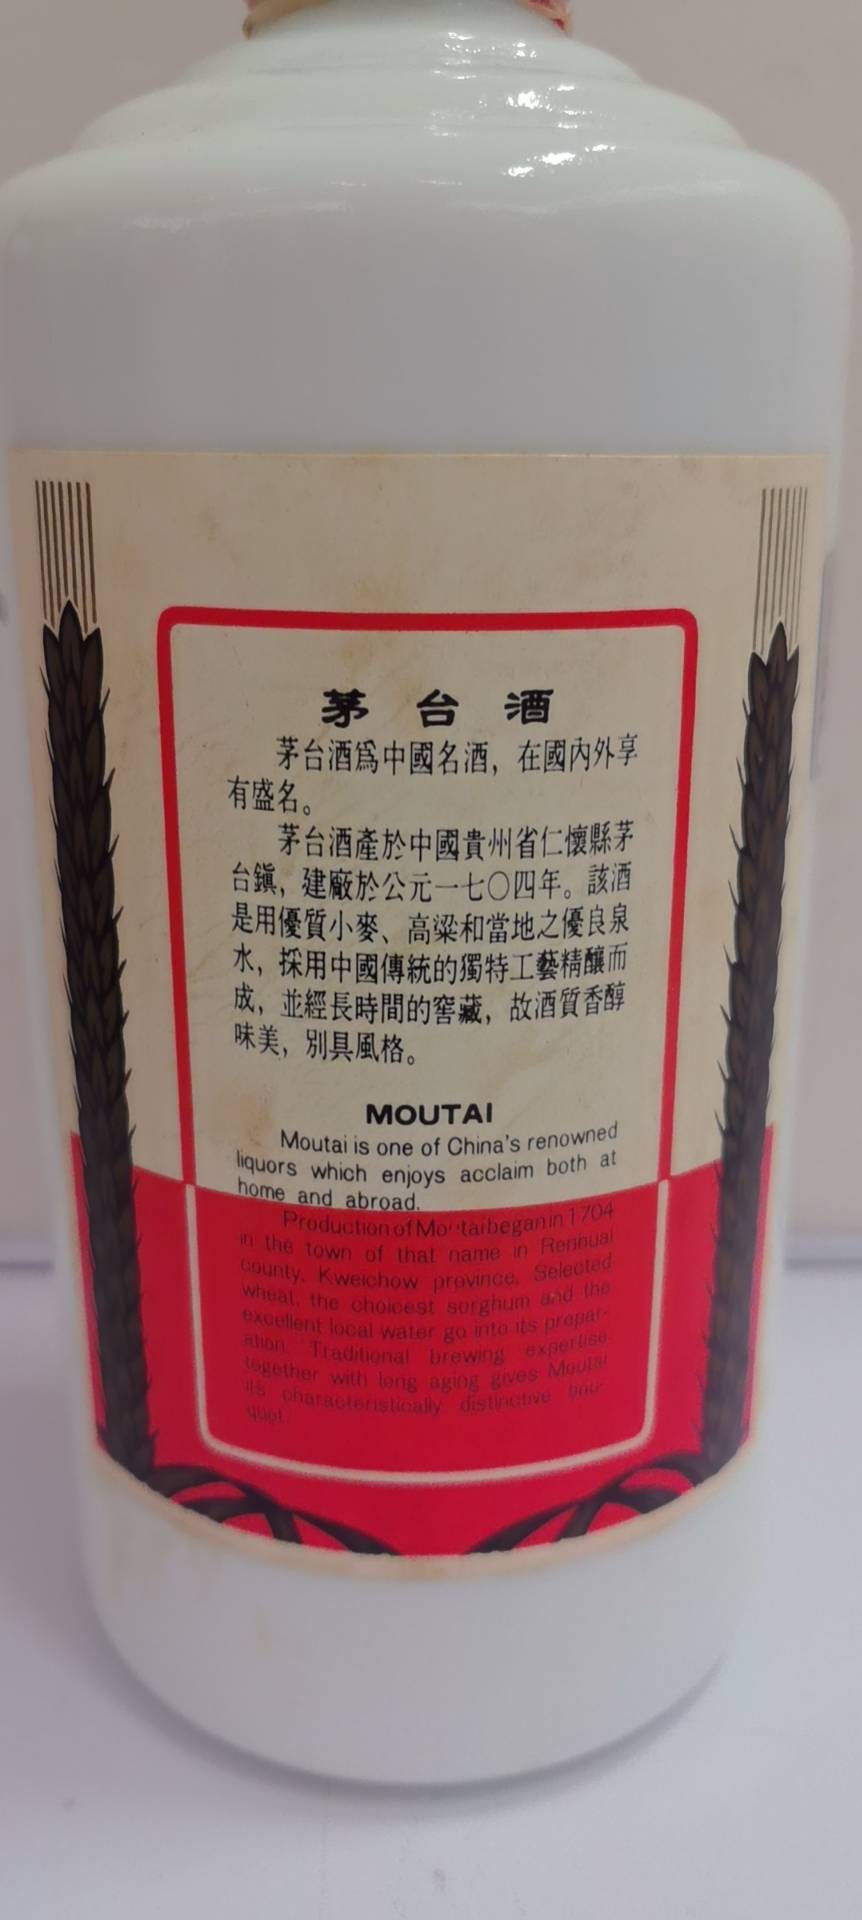 茅台酒
茅台酒爲中國名酒，在國內外享
有盛名。
茅台酒產於中國貴州省仁懷縣茅
台鎭，建廠於公元一七〇四年。該酒
是用優質小麥、高粱和當地之優良泉
水，採用中國傳統的獨特工藝精釀而
成，並經長時間的窖藏，故酒質香醇
味美，別具風格。
MOUTAI
Moutai is one of China's renowned
liquors which enjoys acclaim both at
home and abroad.
Production of Moutai began in 1704
in the town of that name in Renhuai
county, Kweichow province. Selected
wheat, the choicest sorghum and the
excellent local water go into its prepar-
ation. Traditional brewing expertise
together with long aging gives Moutai
its characteristically distinctive bou-
quet.